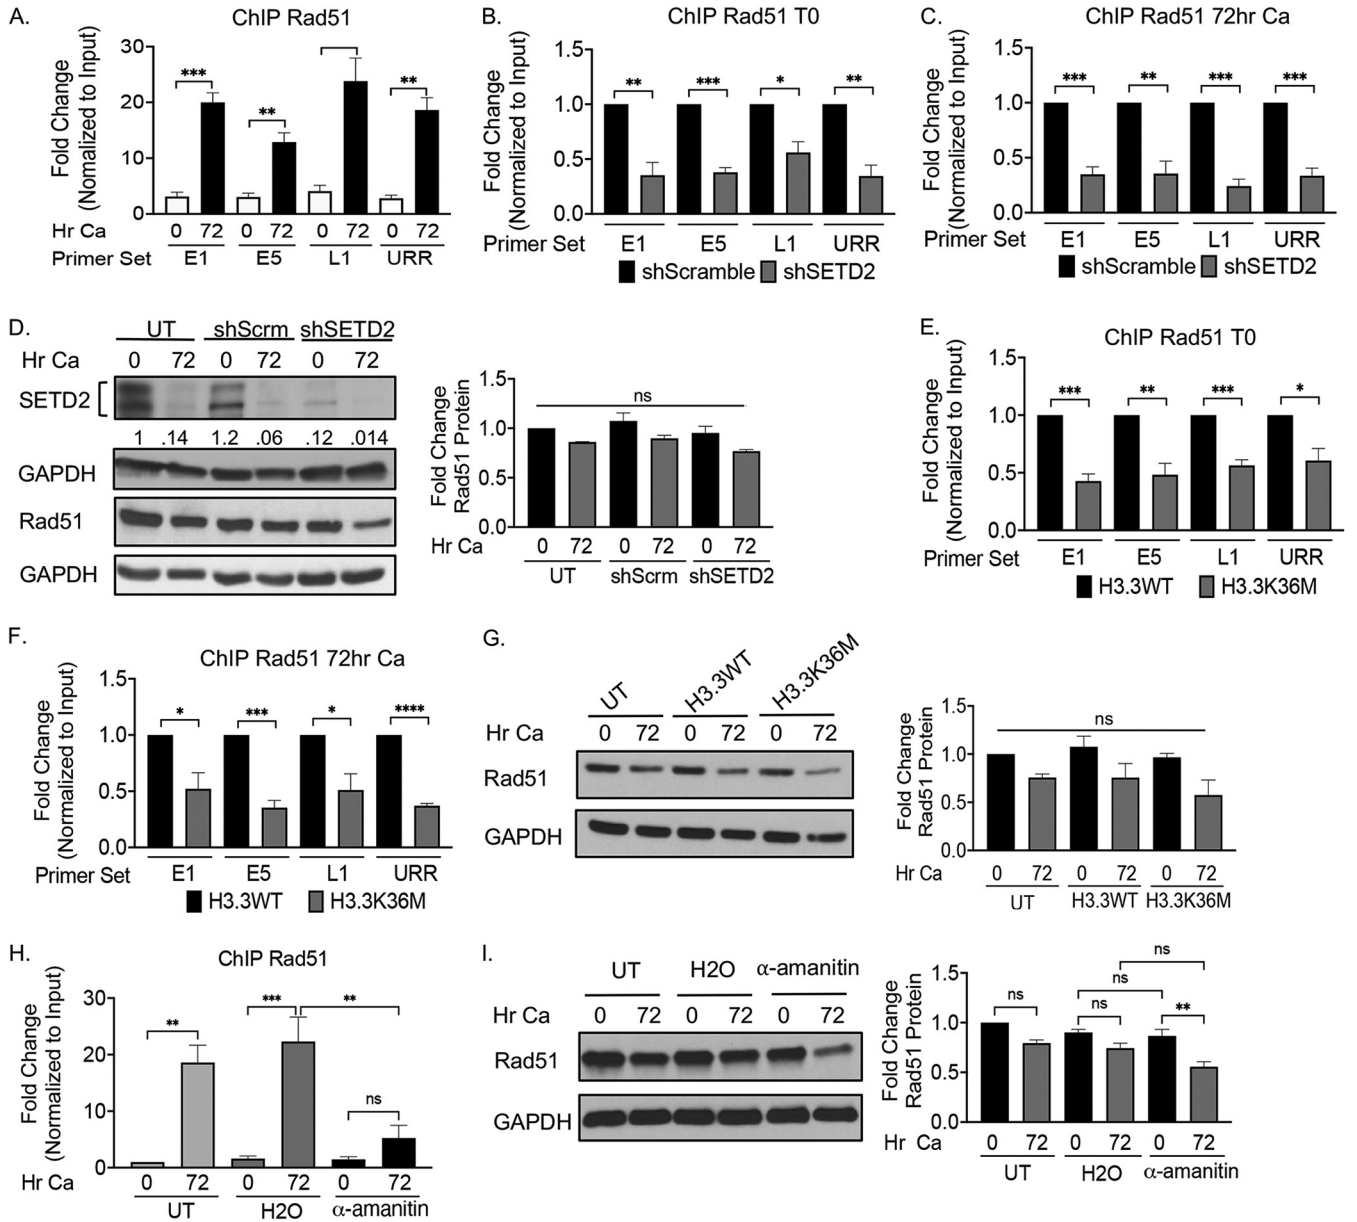 A.
ChIP Rad51
Fold Change
(Nomalized to Input)
30
20
10
0
***
**
**
Hr Ca 0 72 0 72 0 72 0 72
Primer Set E1 E5 L1 URR
B.
ChIP Rad51 T0
Fold Change
(Normalized to Input)
1.5
1.0
0.5
0.0
** *** * **
Primer Set E1 E5 L1 URR
shScramble shSETD2
C.
ChIP Rad51 72hr Ca
Fold Change
(Normalized to Input)
1.5
1.0
0.5
0.0
*** ** *** ***
Primer Set E1 E5 L1 URR
shScramble shSETD2
D.
UT shScrm shSETD2
Hr Ca 0 72 0 72 0 72
SETD2
1 .14 1.2 .06 .12 .014
GAPDH
Rad51
GAPDH
Fold Change
Rad51 Protein
1.5
1.0
0.5
0.0
ns
Hr Ca 0 72 0 72 0 72
UT shScrm shSETD2
E.
ChIP Rad51 T0
Fold Change
(Normalized to Input)
1.5
1.0
0.5
0.0
*** ** *** *
Primer Set E1 E5 L1 URR
H3.3WT H3.3K36M
F.
ChIP Rad51 72hr Ca
Fold Change
(Normalized to Input)
1.5
1.0
0.5
0.0
* *** * ****
Primer Set E1 E5 L1 URR
H3.3WT H3.3K36M
G.
UT H3.3WT H3.3K36M
Hr Ca 0 72 0 72 0 72
Rad51
GAPDH
Fold Change
Rad51 Protein
1.5
1.0
0.5
0.0
ns
Hr Ca 0 72 0 72 0 72
UT H3.3WT H3.3K36M
H.
ChIP Rad51
Fold Change
(Normalized to Input)
30
20
10
0
** *** ** ns
Hr Ca 0 72 0 72 0 72
UT H2O α-amanitin
I.
UT H2O α-amanitin
Hr Ca 0 72 0 72 0 72
Rad51
GAPDH
Fold Change
Rad51 Protein
1.5
1.0
0.5
0.0
ns
ns
ns ns **
Hr Ca 0 72 0 72 0 72
UT H2O α-amanitin